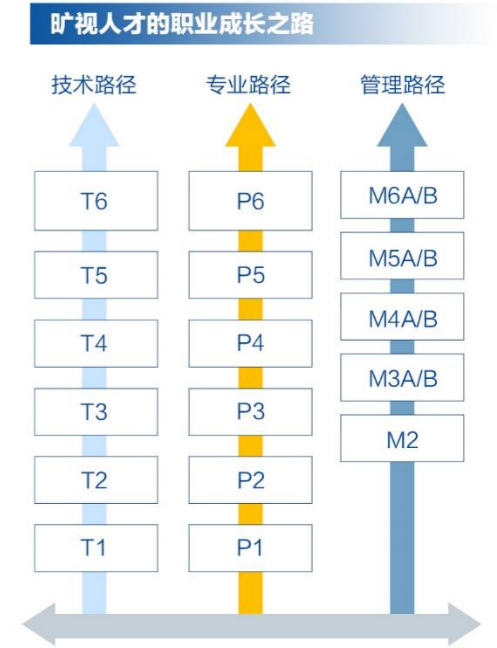 旷视人才的职业成长之路
技术路径
专业路径
管理路径
T6
P6
M6A/B
T5
P5
M5A/B
T4
P4
M4A/B
T3
P3
M3A/B
T2
P2
M2
T1
P1